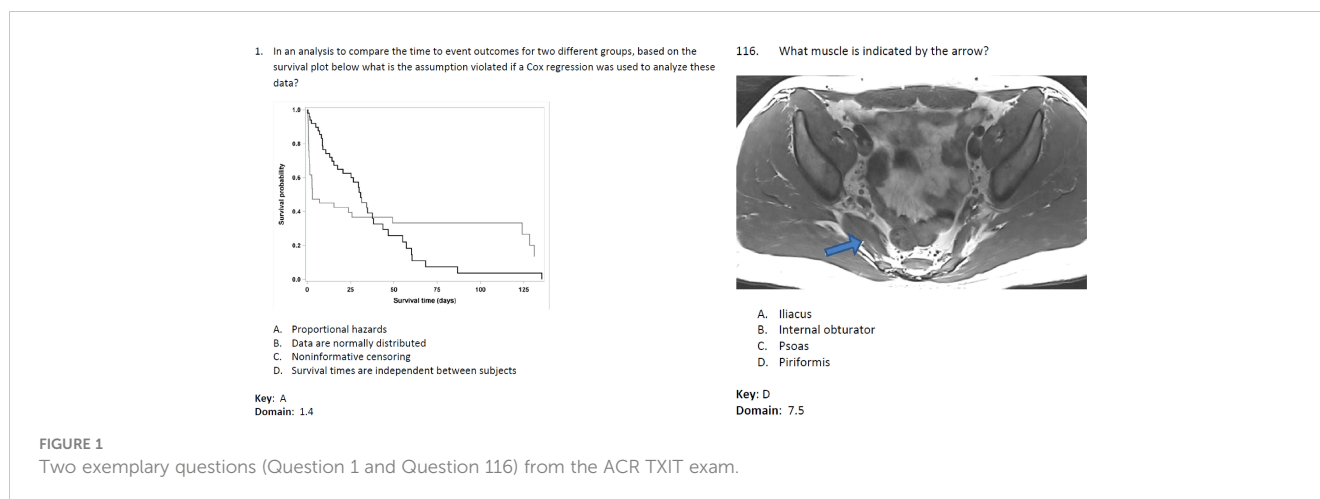 1. In an analysis to compare the time to event outcomes for two different groups, based on the
survival plot below what is the assumption violated if a Cox regression was used to analyze these
data?
1.0
0.8
0.6
0.4
0.2
0.0
Survival probability
0 25 50 75 100 125
Survival time (days)
A. Proportional hazards
B. Data are normally distributed
C. Noninformative censoring
D. Survival times are independent between subjects
Key: A
Domain: 1.4
116. What muscle is indicated by the arrow?
A. Iliacus
B. Internal obturator
C. Psoas
D. Piriformis
Key: D
Domain: 7.5
FIGURE 1
Two exemplary questions (Question 1 and Question 116) from the ACR TXIT exam.